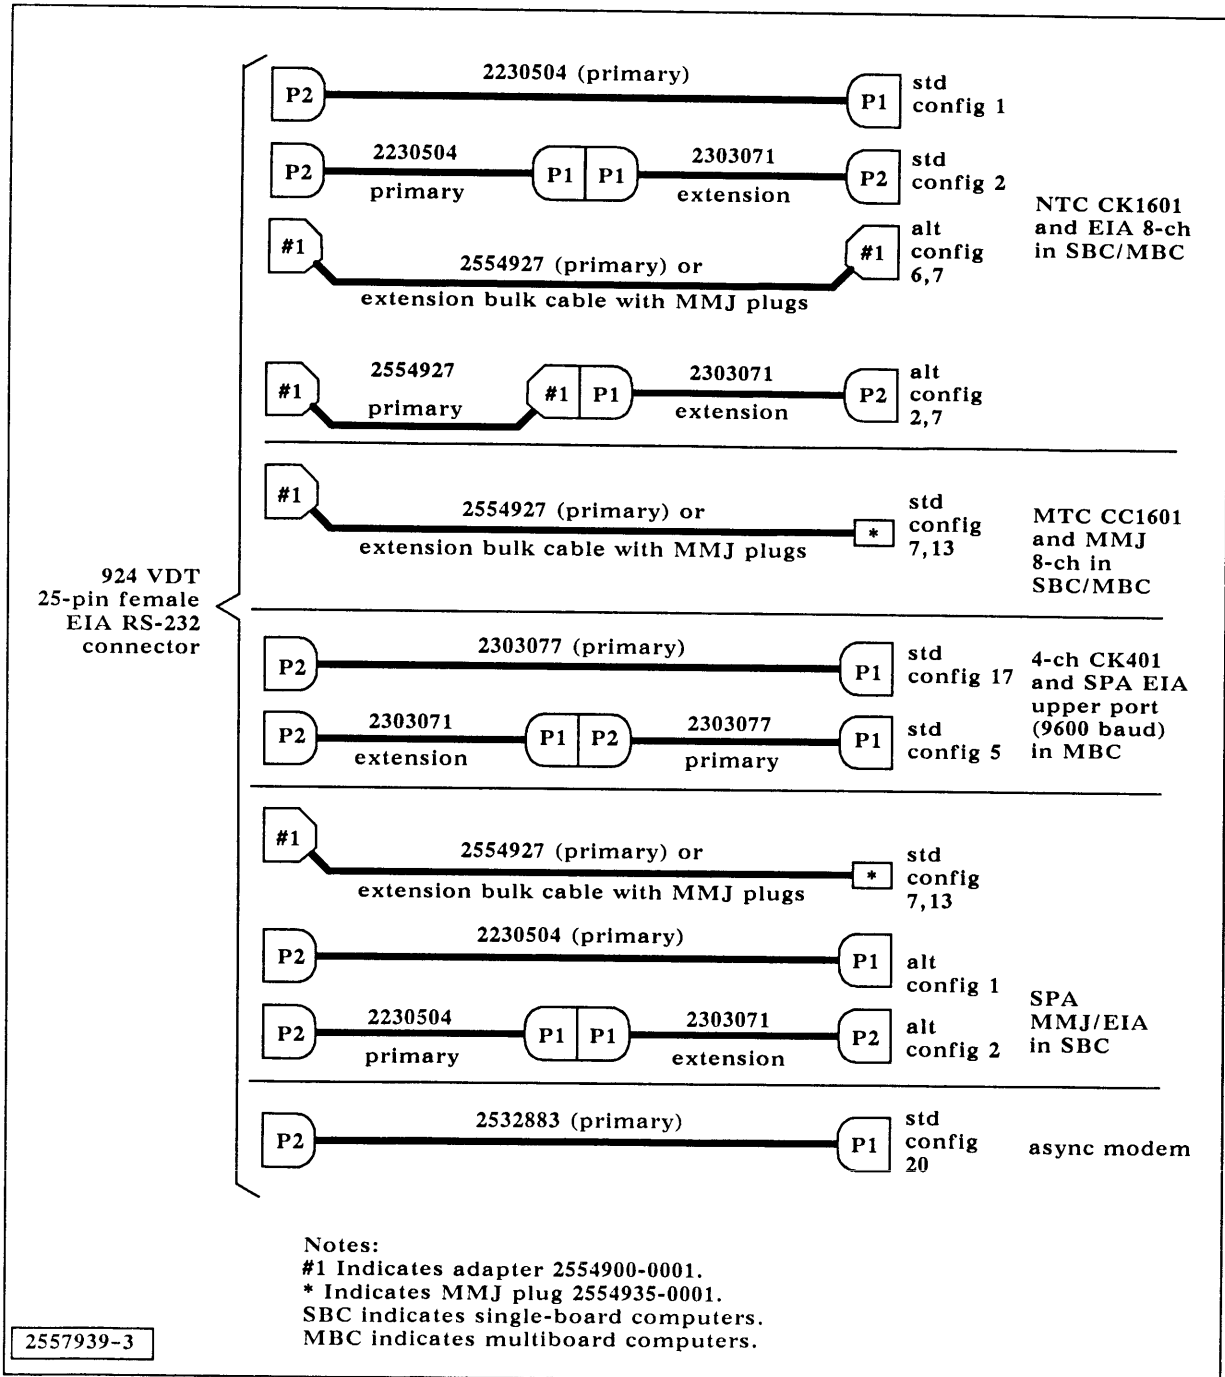 2230504 (primary)
P2
P1
std
config 1
2230504
2303071
P2
P1
P1
P2
std
config 2
primary
extension
NTC CK1601
and EIA 8-ch
in SBC/MBC
#1
2554927 (primary) or
extension bulk cable with MMJ plugs
#1
alt
config
6,7
2554927
2303071
#1
#1
P1
P2
alt
config
2,7
primary
extension
#1
2554927 (primary) or
extension bulk cable with MMJ plugs
*
std
config
7,13
MTC CC1601
and MMJ
8-ch in
SBC/MBC
924 VDT
25-pin female
EIA RS-232
connector
2303077 (primary)
P2
P1
std
config 17
2303071
2303077
P2
P1
P2
P1
std
config 5
extension
primary
4-ch CK401
and SPA EIA
upper port
(9600 baud)
in MBC
#1
2554927 (primary) or
extension bulk cable with MMJ plugs
*
std
config
7,13
2230504 (primary)
P2
P1
alt
config 1
2230504
2303071
P2
P1
P1
P2
alt
config 2
primary
extension
SPA
MMJ/EIA
in SBC
2532883 (primary)
P2
P1
std
config
20
async modem
Notes:
#1 Indicates adapter 2554900-0001.
* Indicates MMJ plug 2554935-0001.
SBC indicates single-board computers.
MBC indicates multiboard computers.
2557939-3